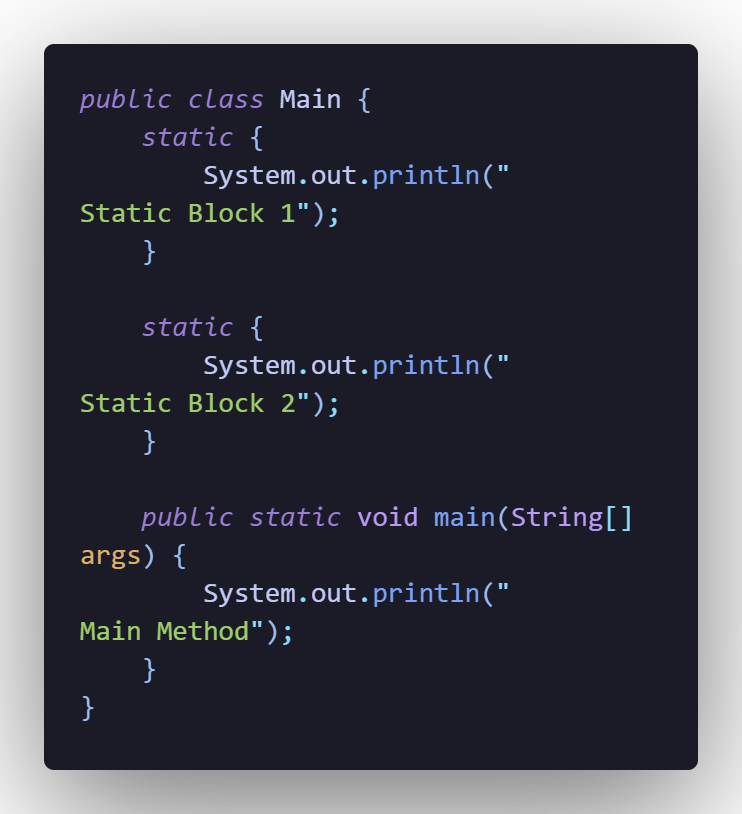 public class Main {
    static {
        System.out.println("
Static Block 1");
    }

    static {
        System.out.println("
Static Block 2");
    }

    public static void main(String[]
args) {
        System.out.println("
Main Method");
    }
}